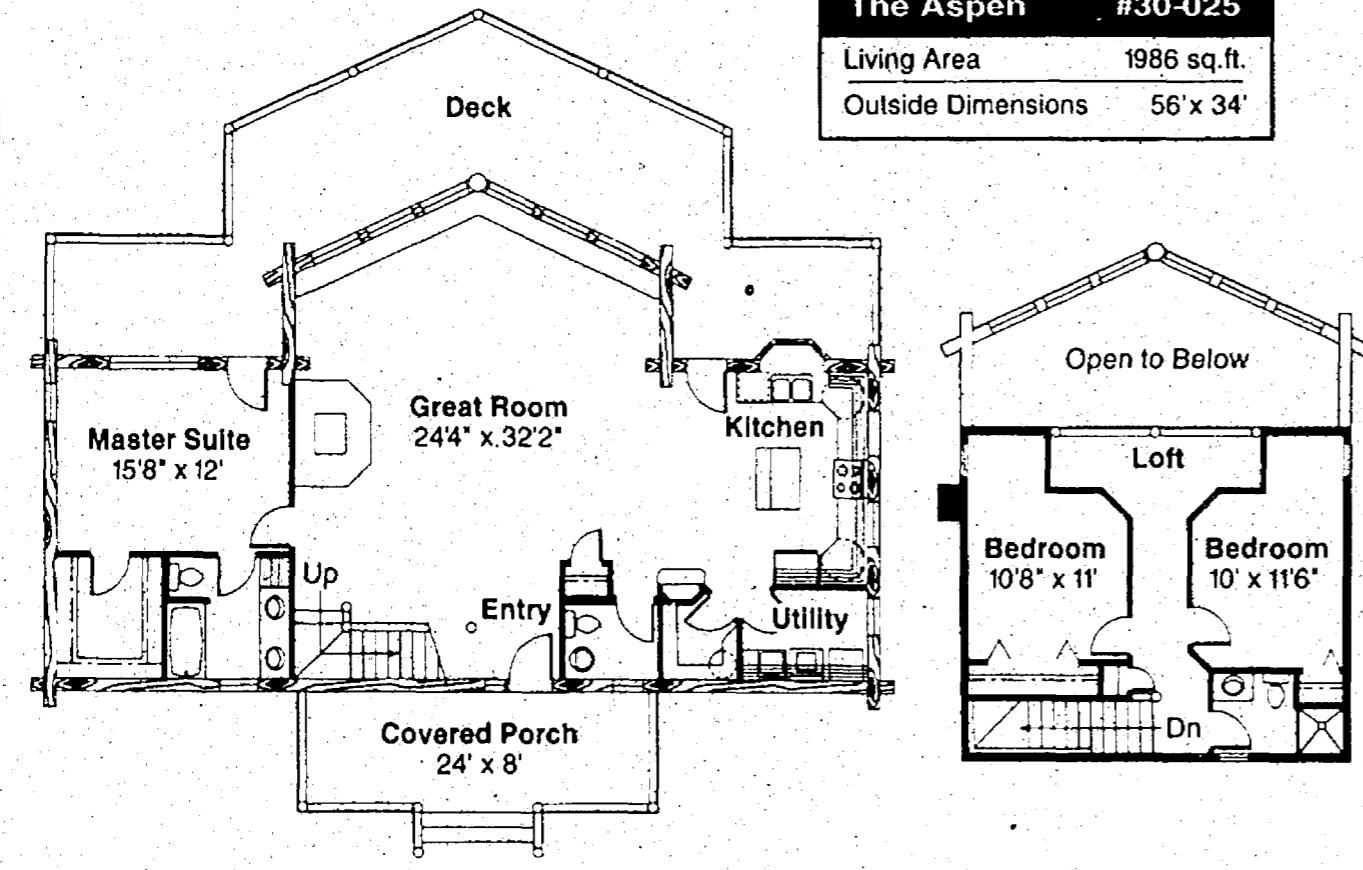 The Aspen #30-025
Living Area 1986 sq.ft.
Outside Dimensions 56' x 34'
Deck
Great Room
24'4" x 32'2"
Master Suite
15'8" x 12'
Kitchen
Up
Entry
Utility
Covered Porch
24' x 8'
Open to Below
Loft
Bedroom
10'8" x 11'
Bedroom
10' x 11'6"
Dn